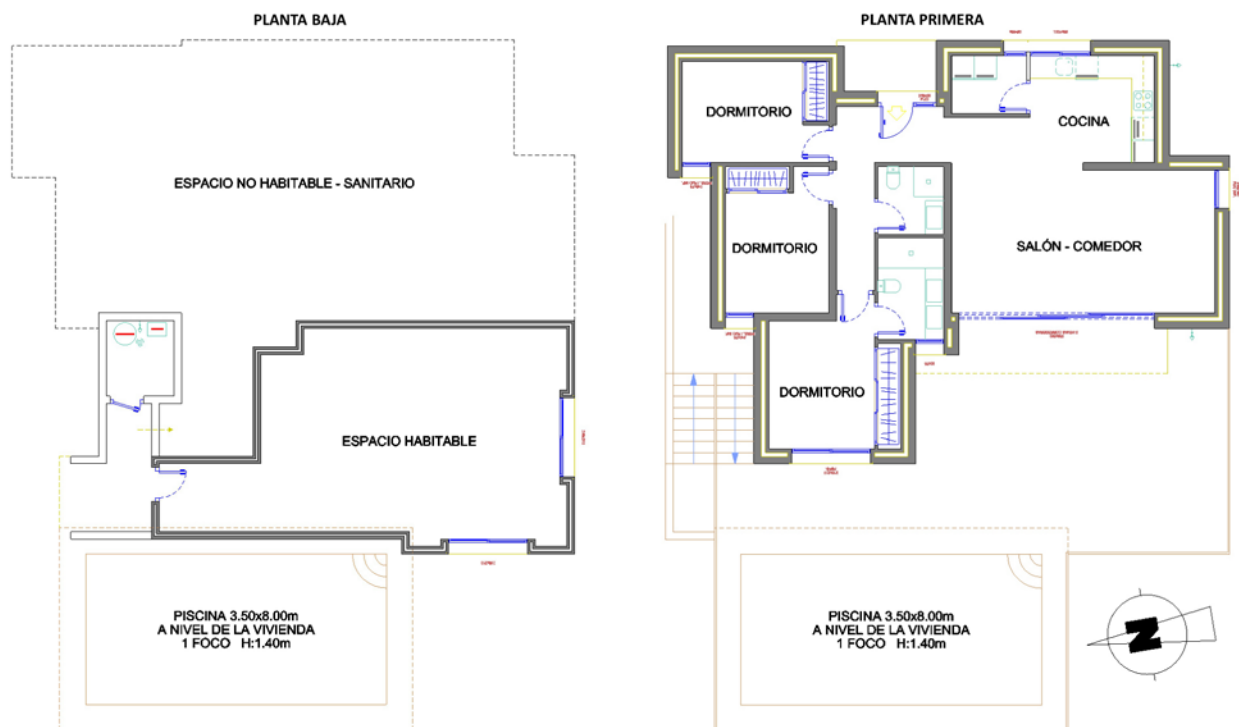 PLANTA BAJA
PLANTA PRIMERA
ESPACIO NO HABITABLE - SANITARIO
ESPACIO HABITABLE
PISCINA 3.50x8.00m
A NIVEL DE LA VIVIENDA
1 FOCO H:1.40m
DORMITORIO
COCINA
DORMITORIO
SALÓN - COMEDOR
DORMITORIO
PISCINA 3.50x8.00m
A NIVEL DE LA VIVIENDA
1 FOCO H:1.40m
N